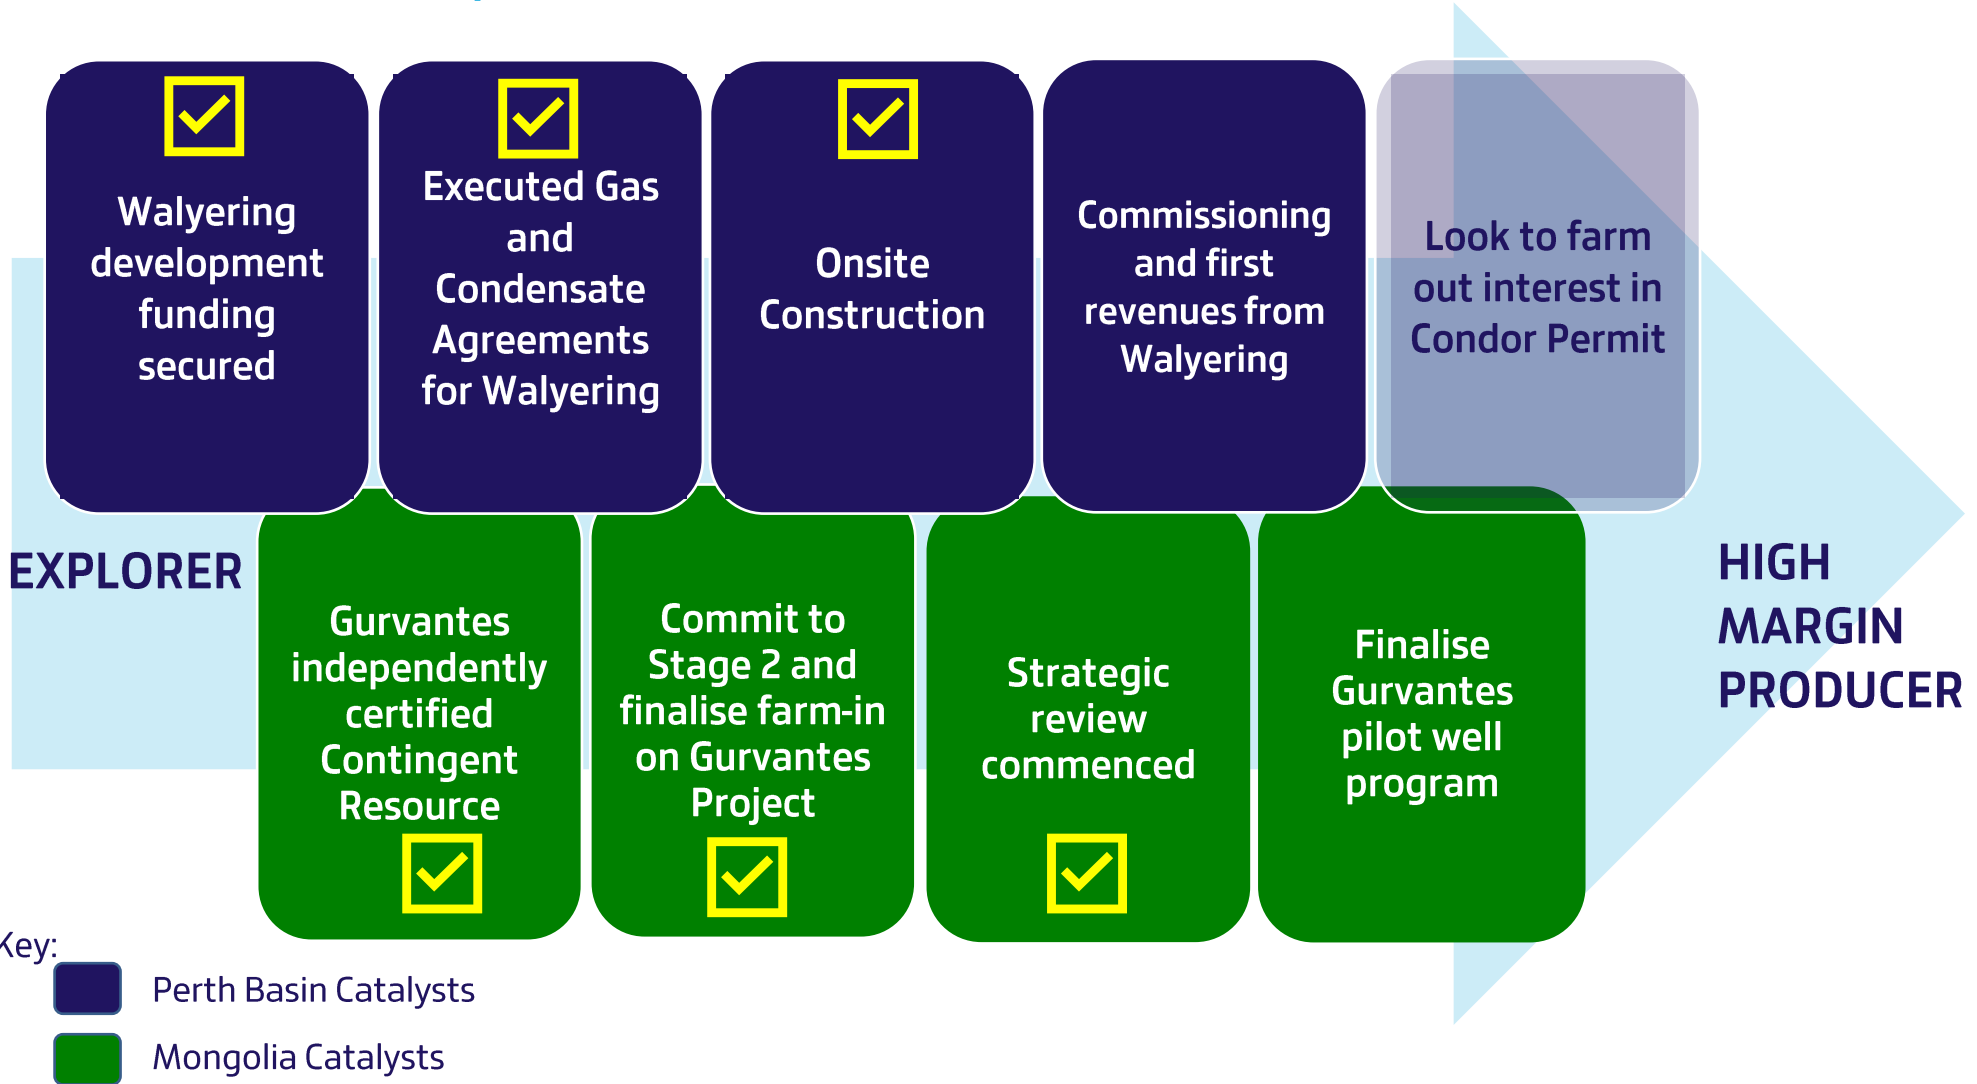 Walyering
development
funding
secured
Executed Gas
and
Condensate
Agreements
for Walyering
Onsite
Construction
Commissioning
and first
revenues from
Walyering
Look to farm
out interest in
Condor Permit
EXPLORER
Gurvantes
independently
certified
Contingent
Resource
Commit to
Stage 2 and
finalise farm-in
on Gurvantes
Project
Strategic
review
commenced
Finalise
Gurvantes
pilot well
program
HIGH
MARGIN
PRODUCER
Key:
Perth Basin Catalysts
Mongolia Catalysts